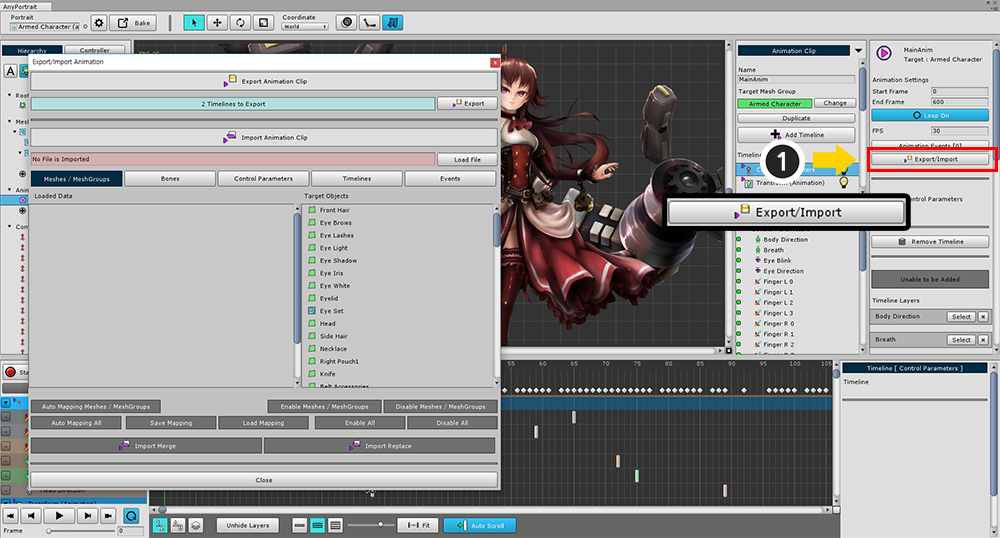 AnyPortrait
Portrait
Armed Character (a
Bake
Coordinate
World
Hierarchy
Controller
A
Roo
Mes
Anim
Con
Sta
Export/Import Animation
x
Export Animation Clip
2 Timelines to Export
Export
Import Animation Clip
No File is Imported
Load File
Meshes / MeshGroups
Bones
Control Parameters
Timelines
Events
Loaded Data
Target Objects
Front Hair
Eye Brows
Eye Lashes
Eye Light
Eye Shadow
Eye Iris
Eye White
Eyelid
Eye Set
Head
Side Hair
Necklace
Right Pouch1
Knife
Belt Accessories
Auto Mapping Meshes / MeshGroups
Enable Meshes / MeshGroups
Disable Meshes / MeshGroups
Auto Mapping All
Save Mapping
Load Mapping
Enable All
Disable All
Import Merge
Import Replace
Close
Animation Clip
Name
MainAnim
Target Mesh Group
Armed Character
Change
Duplicate
Add Timeline
Timeline
1
Transform (Animation)
Export/Import
Body Direction
Breath
Eye Blink
Eye Direction
Finger L 0
Finger L 1
Finger L 2
Finger L 3
Finger R 0
Finger R 1
Finger R 2
MainAnim
Target : Armed Character
Animation Settings
Start Frame
0
End Frame
600
Loop On
FPS
30
Animation Events [0]
Export/Import
Control Parameters
Remove Timeline
Unable to be Added
Timeline Layers
Body Direction
Select
x
Breath
Select
x
55 60 65 70 75 80 85 90 95 100 105
Timeline [ Control Parameters ]
Timeline
Head Direction
Transform (Animation)
Frame
0
Unhide Layers
Fit
Auto Scroll